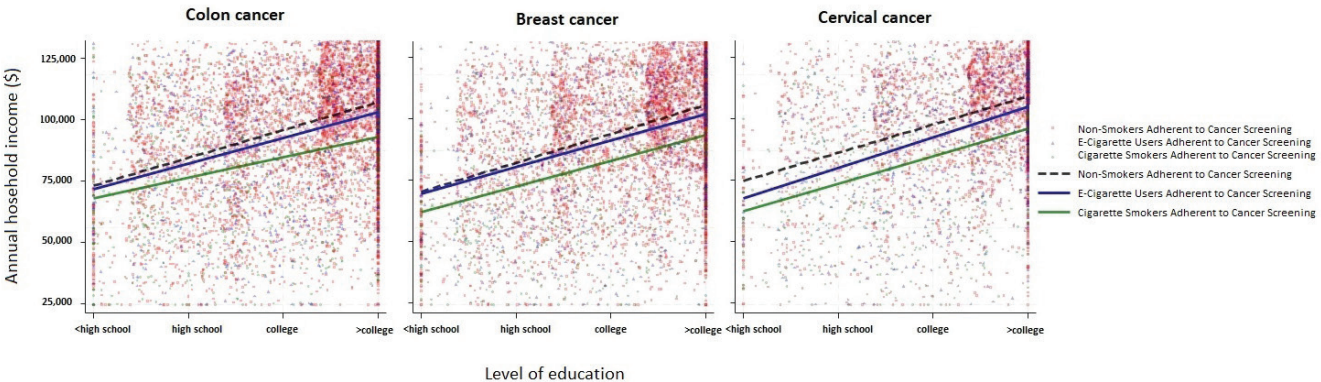 Colon cancer
Breast cancer
Cervical cancer
Annual hosehold income ($)
125,000
100,000
75,000
50,000
25,000
<high school
high school
college
>college
<high school
high school
college
>college
<high school
high school
college
>college
Level of education
Non-Smokers Adherent to Cancer Screening
E-Cigarette Users Adherent to Cancer Screening
Cigarette Smokers Adherent to Cancer Screening
Non-Smokers Adherent to Cancer Screening
E-Cigarette Users Adherent to Cancer Screening
Cigarette Smokers Adherent to Cancer Screening